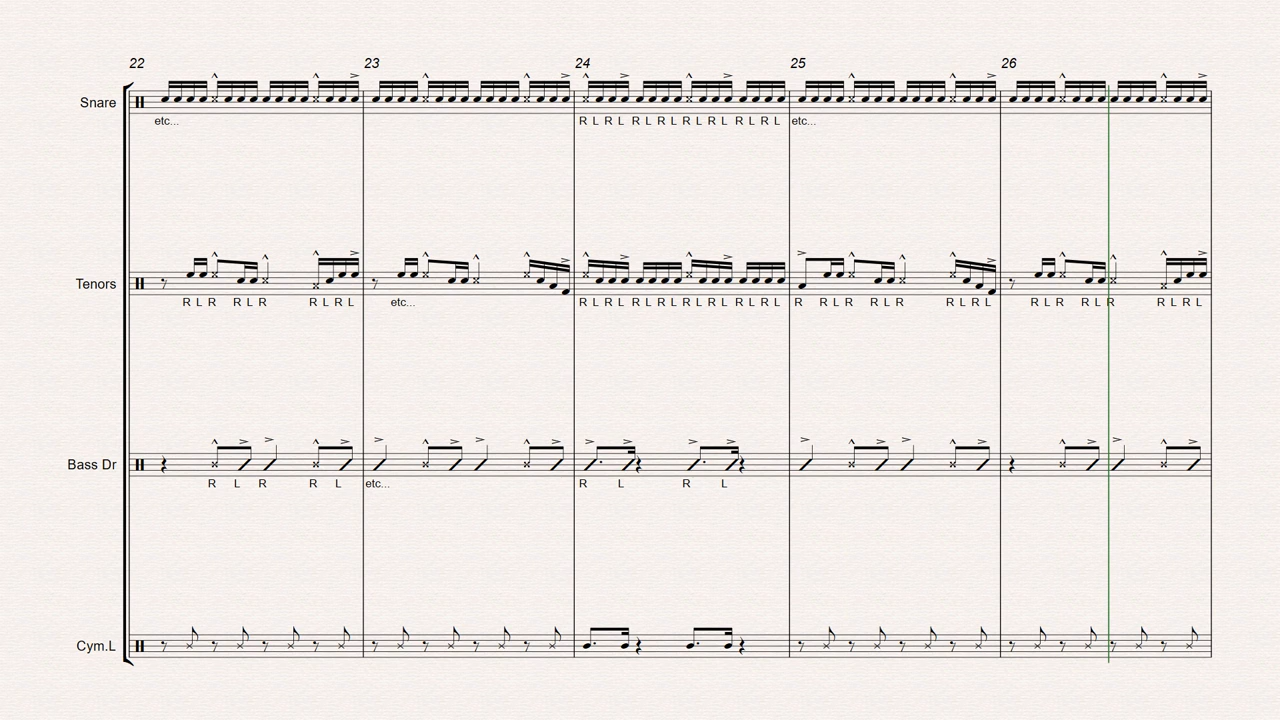 22 23 24 25 26
Snare
etc... R L R L R L R L R L R L R L R L etc...
Tenors
R L R R L R R L R L etc... R L R L R L R L R L R L R L R L R R L R R L R R L R L R L R R L R R L R L
Bass Dr
R L R R L etc... R L R L
Cym.L